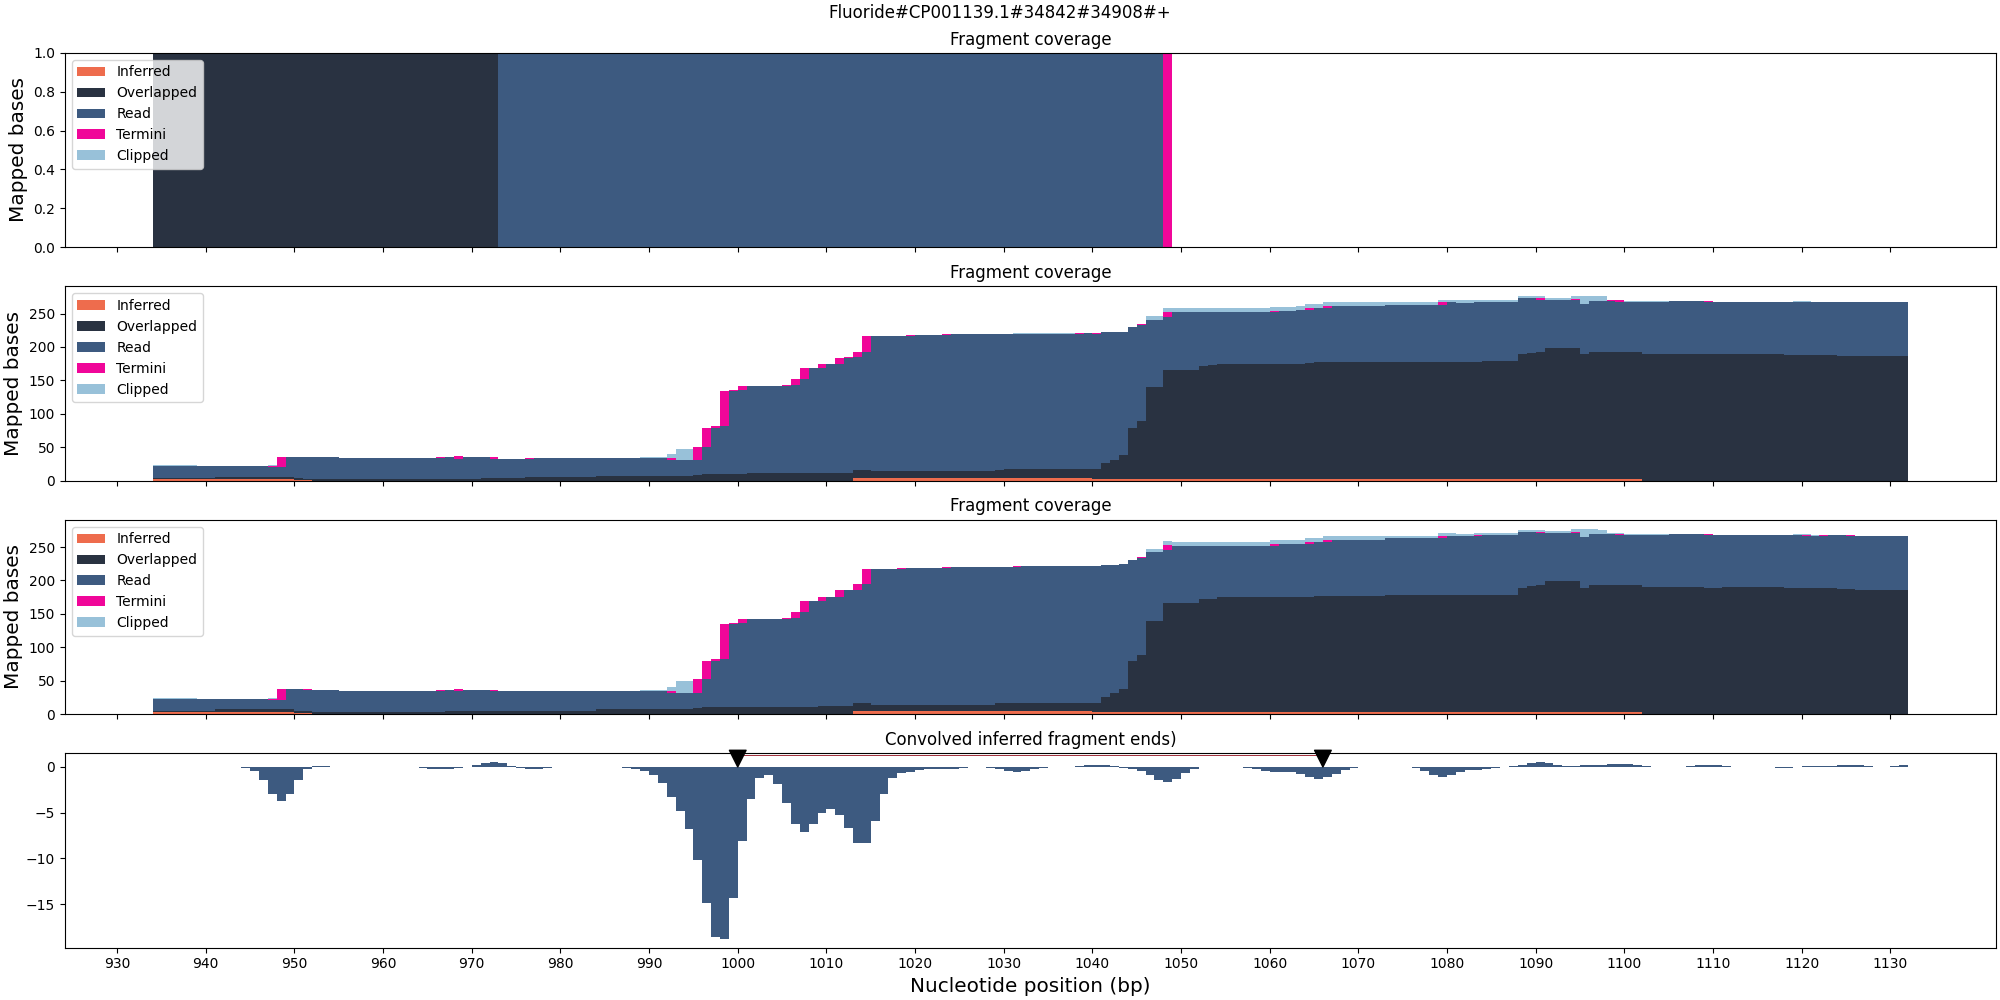 Fluoride#CP001139.1#34842#34908#+
Fragment coverage
Mapped bases
1.0
0.8
0.6
0.4
0.2
0.0
Inferred
Overlapped
Read
Termini
Clipped
Fragment coverage
Mapped bases
250
200
150
100
50
0
Inferred
Overlapped
Read
Termini
Clipped
Fragment coverage
Mapped bases
250
200
150
100
50
0
Inferred
Overlapped
Read
Termini
Clipped
Convolved inferred fragment ends)
0
−5
−10
−15
930 940 950 960 970 980 990 1000 1010 1020 1030 1040 1050 1060 1070 1080 1090 1100 1110 1120 1130
Nucleotide position (bp)